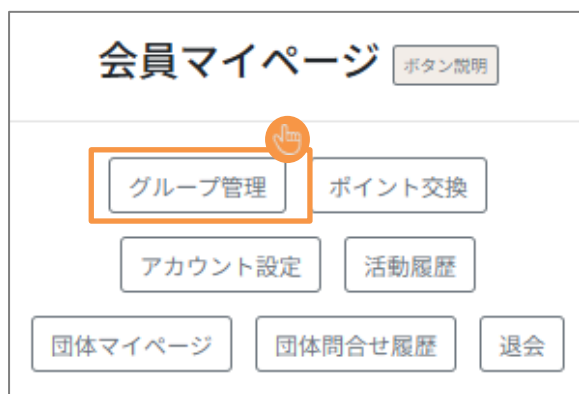 会員マイページ ボタン説明
グループ管理 ポイント交換
アカウント設定 活動履歴
団体マイページ 団体問合せ履歴 退会